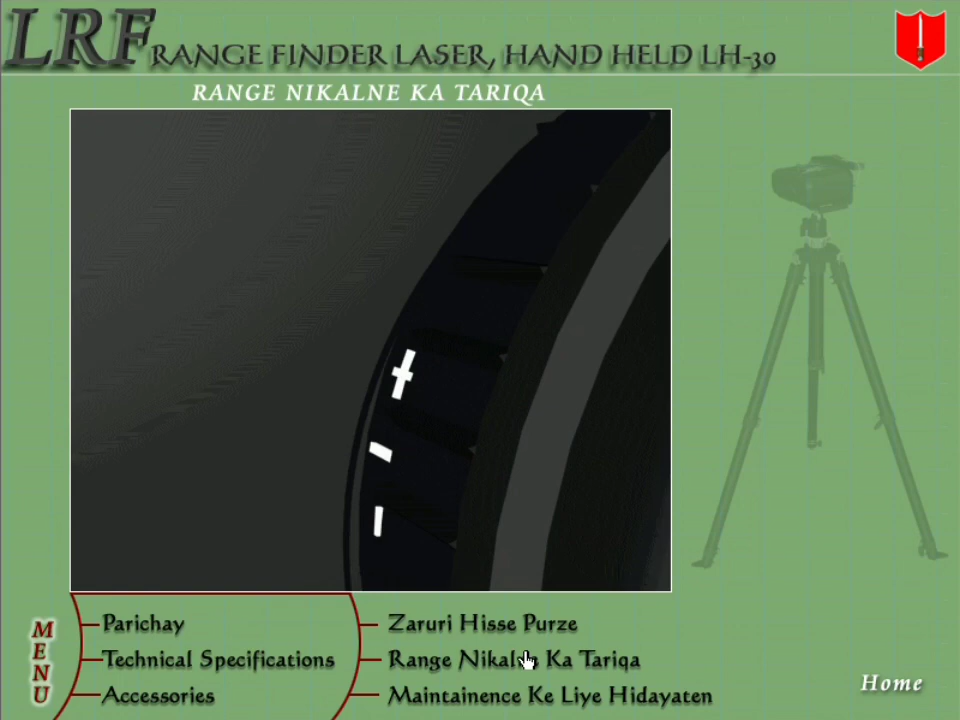 LRF RANGE FINDER LASER, HAND HELD LH-30
RANGE NIKALNE KA TARIQA
MENU
Parichay
Technical Specifications
Accessories
Zaruri Hisse Purze
Range Nikalne Ka Tariqa
Maintainence Ke Liye Hidayaten
Home